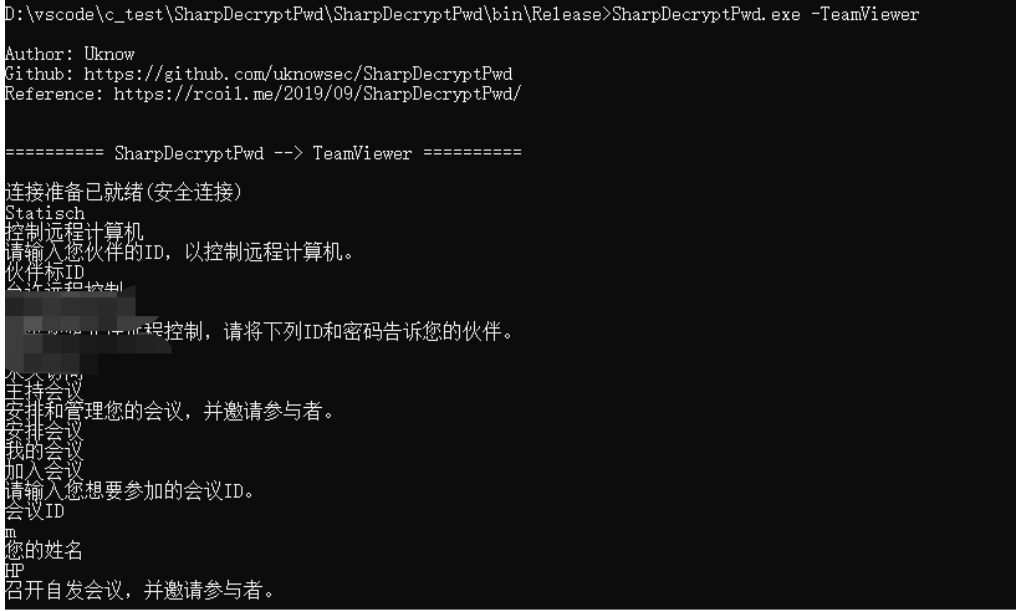 D:\vscode\c_test\SharpDecryptPwd\SharpDecryptPwd\bin\Release>SharpDecryptPwd.exe -TeamViewer
Author: Uknow
Github: https://github.com/uknowsec/SharpDecryptPwd
Reference: https://rcoil.me/2019/09/SharpDecryptPwd/
========== SharpDecryptPwd --> TeamViewer ==========
连接准备已就绪(安全连接)
Statisch
控制远程计算机
请输入您伙伴的ID，以控制远程计算机。
伙伴标ID
允许远程控制
程控制，请将下列ID和密码告诉您的伙伴。
主持会议
安排和管理您的会议，并邀请参与者。
安排会议
我的会议
加入会议
请输入您想要参加的会议ID。
会议ID
m
您的姓名
HP
召开自发会议，并邀请参与者。